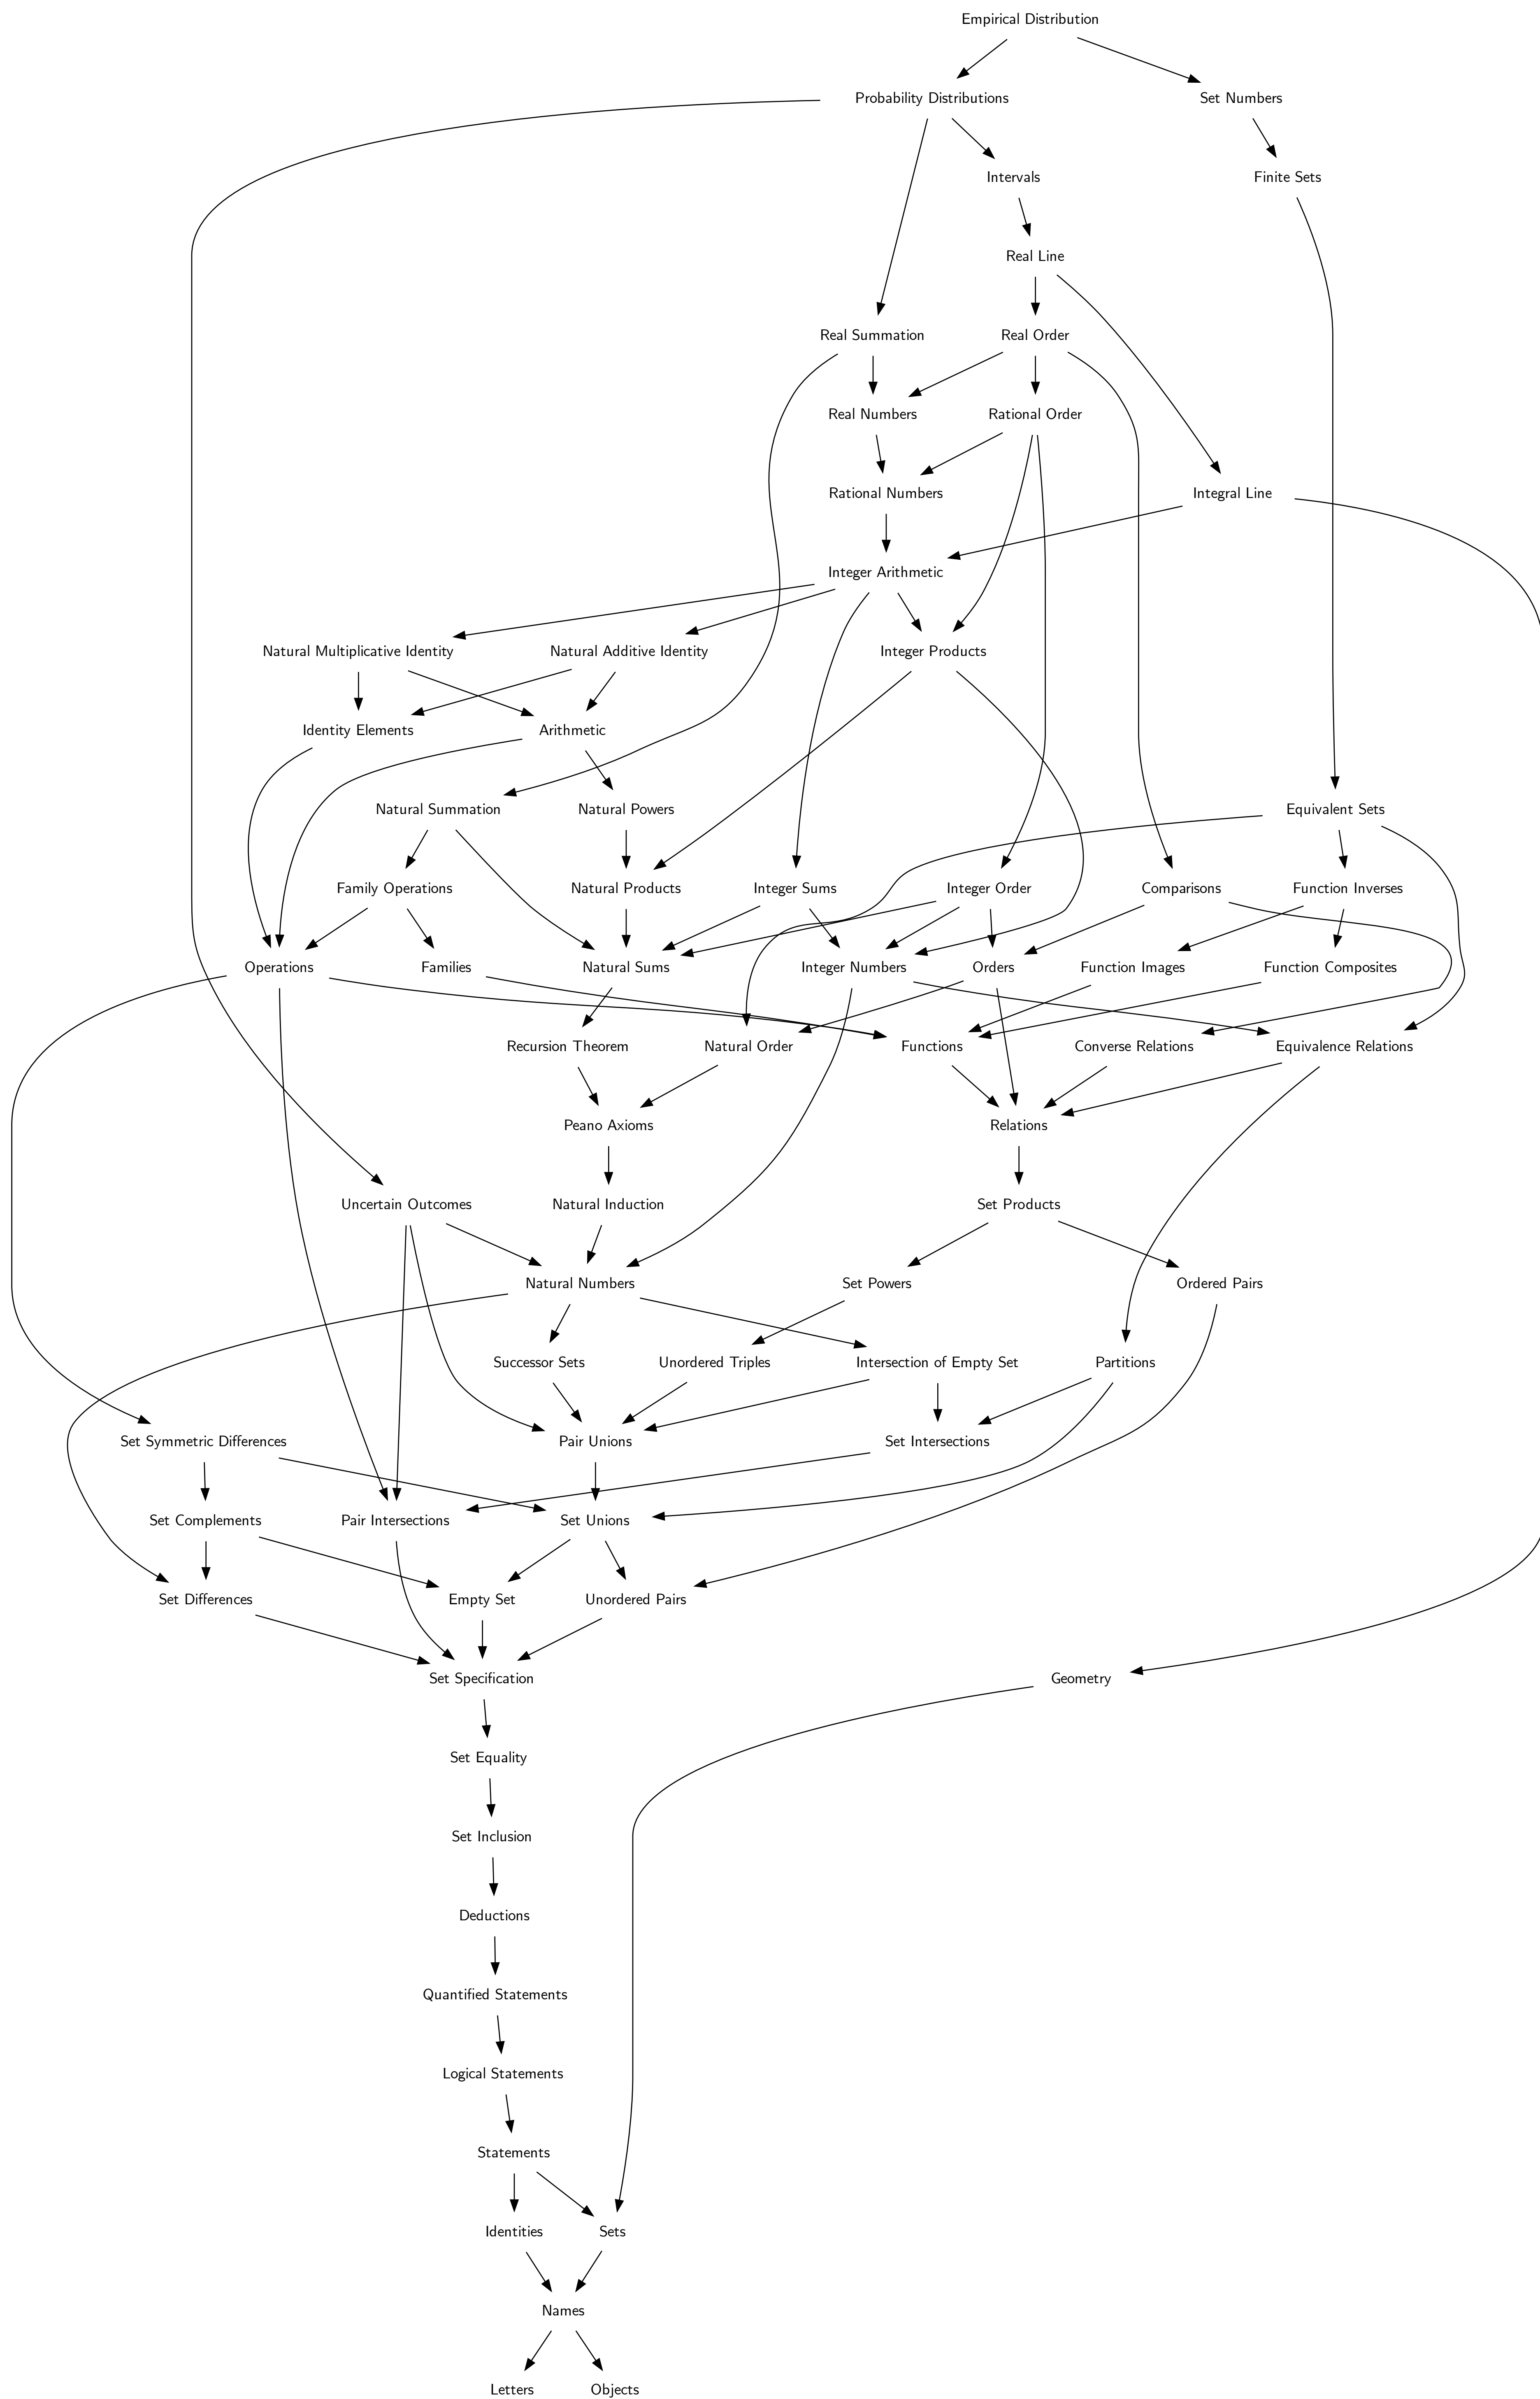 Empirical Distribution
Probability Distributions
Set Numbers
Intervals
Finite Sets
Real Line
Real Summation
Real Order
Real Numbers
Rational Order
Rational Numbers
Integral Line
Integer Arithmetic
Natural Multiplicative Identity
Natural Additive Identity
Integer Products
Identity Elements
Arithmetic
Natural Summation
Natural Powers
Equivalent Sets
Family Operations
Natural Products
Integer Sums
Integer Order
Comparisons
Function Inverses
Operations
Families
Natural Sums
Integer Numbers
Orders
Function Images
Function Composites
Recursion Theorem
Natural Order
Functions
Converse Relations
Equivalence Relations
Peano Axioms
Relations
Uncertain Outcomes
Natural Induction
Set Products
Natural Numbers
Set Powers
Ordered Pairs
Successor Sets
Unordered Triples
Intersection of Empty Set
Partitions
Set Symmetric Differences
Pair Unions
Set Intersections
Set Complements
Pair Intersections
Set Unions
Set Differences
Empty Set
Unordered Pairs
Set Specification
Geometry
Set Equality
Set Inclusion
Deductions
Quantified Statements
Logical Statements
Statements
Identities
Sets
Names
Letters
Objects